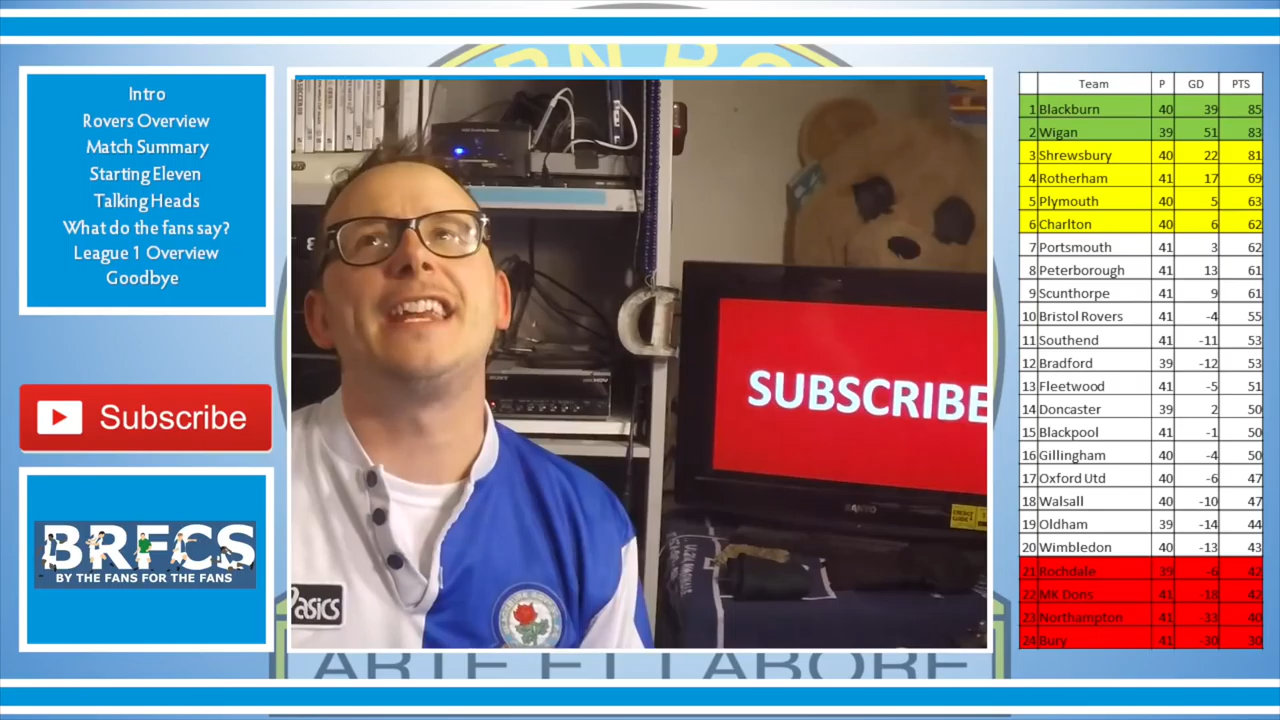 Intro
Rovers Overview
Match Summary
Starting Eleven
Talking Heads
What do the fans say?
League 1 Overview
Goodbye
Subscribe
BRFCS
BY THE FANS FOR THE FANS
asics
SUBSCRIBE
SANYO
SONY
ARTE ET LABORE
Team P GD PTS
1 Blackburn 40 39 85
2 Wigan 39 51 83
3 Shrewsbury 40 22 81
4 Rotherham 41 17 69
5 Plymouth 40 5 63
6 Charlton 40 6 62
7 Portsmouth 41 3 62
8 Peterborough 41 13 61
9 Scunthorpe 41 9 61
10 Bristol Rovers 41 -4 55
11 Southend 41 -11 53
12 Bradford 39 -12 53
13 Fleetwood 41 -5 51
14 Doncaster 39 2 50
15 Blackpool 41 -1 50
16 Gillingham 40 -4 50
17 Oxford Utd 40 -6 47
18 Walsall 40 -10 47
19 Oldham 39 -14 44
20 Wimbledon 40 -13 43
21 Rochdale 39 -6 42
22 MK Dons 41 -18 42
23 Northampton 41 -33 40
24 Bury 41 -30 30